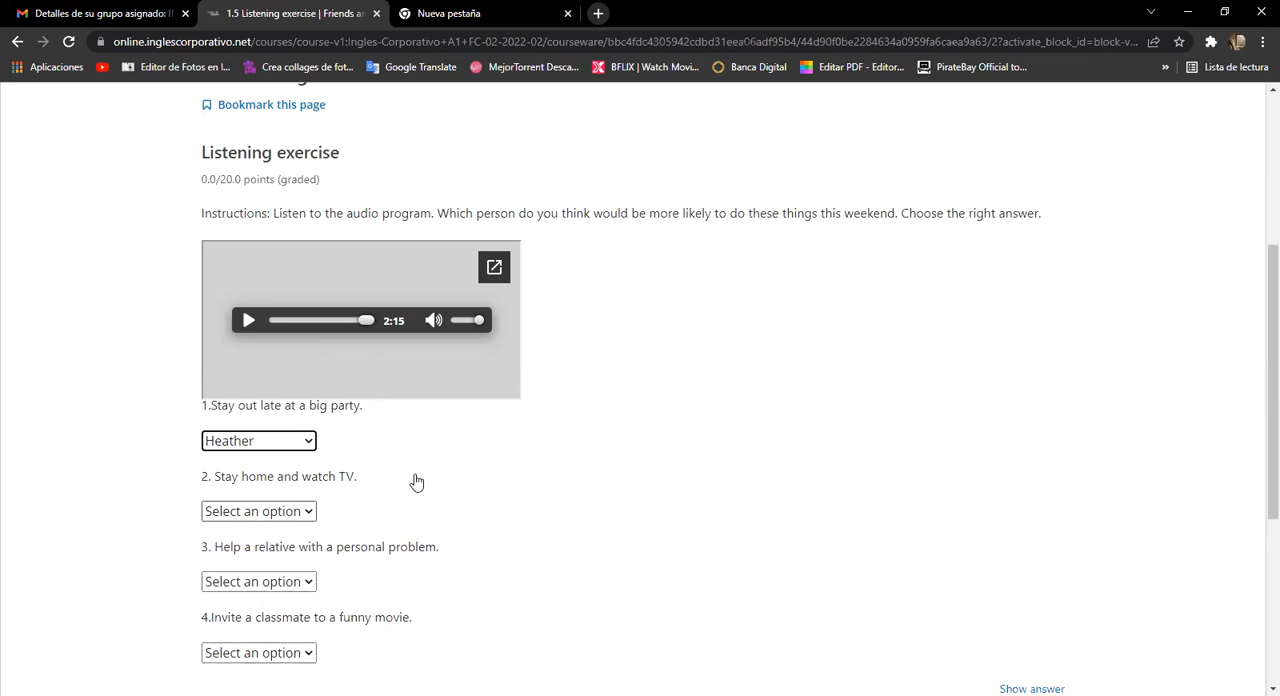 Detalles de su grupo asignado: I
1.5 Listening exercise | Friends an
Nueva pestaña
online.inglescorporativo.net/courses/course-v1:Ingles-Corporativo+A1+FC-02-2022-02/courseware/bbc4fdc4305942cdbd31eea06adf95b4/44d90f0be2284634a0959fa6caea9a63/2?activate_block_id=block-v...
Aplicaciones
Editor de Fotos en l...
Crea collages de fot...
Google Translate
MejorTorrent Desca...
BFLIX | Watch Movi...
Banca Digital
Editar PDF - Editor...
PirateBay Official to...
»
Lista de lectura
Bookmark this page
Listening exercise
0.0/20.0 points (graded)
Instructions: Listen to the audio program. Which person do you think would be more likely to do these things this weekend. Choose the right answer.
2:15
1.Stay out late at a big party.
Heather
2. Stay home and watch TV.
Select an option
3. Help a relative with a personal problem.
Select an option
4.Invite a classmate to a funny movie.
Select an option
Show answer